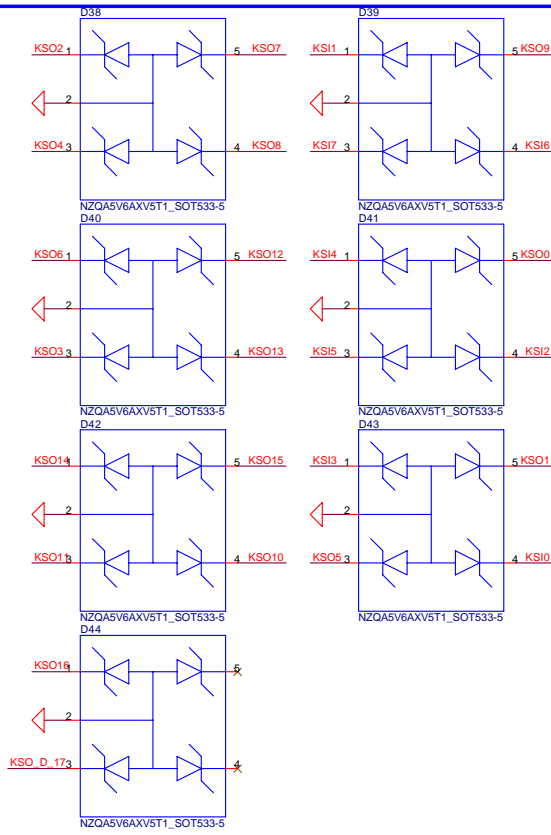 D38
KSO2 1
5 KSO7
2
KSO4 3
4 KSO8
NZQA5V6AXV5T1_SOT533-5
D39
KSI1 1
5 KSO9
2
KSI7 3
4 KSI6
NZQA5V6AXV5T1_SOT533-5
D40
KSO6 1
5 KSO12
2
KSO3 3
4 KSO13
NZQA5V6AXV5T1_SOT533-5
D41
KSI4 1
5 KSO0
2
KSI5 3
4 KSI2
NZQA5V6AXV5T1_SOT533-5
D42
KSO14 1
5 KSO15
2
KSO11 3
4 KSO10
NZQA5V6AXV5T1_SOT533-5
D43
KSI3 1
5 KSO1
2
KSO5 3
4 KSI0
NZQA5V6AXV5T1_SOT533-5
D44
KSO16 1
5
2
KSO_D_17 3
4
NZQA5V6AXV5T1_SOT533-5